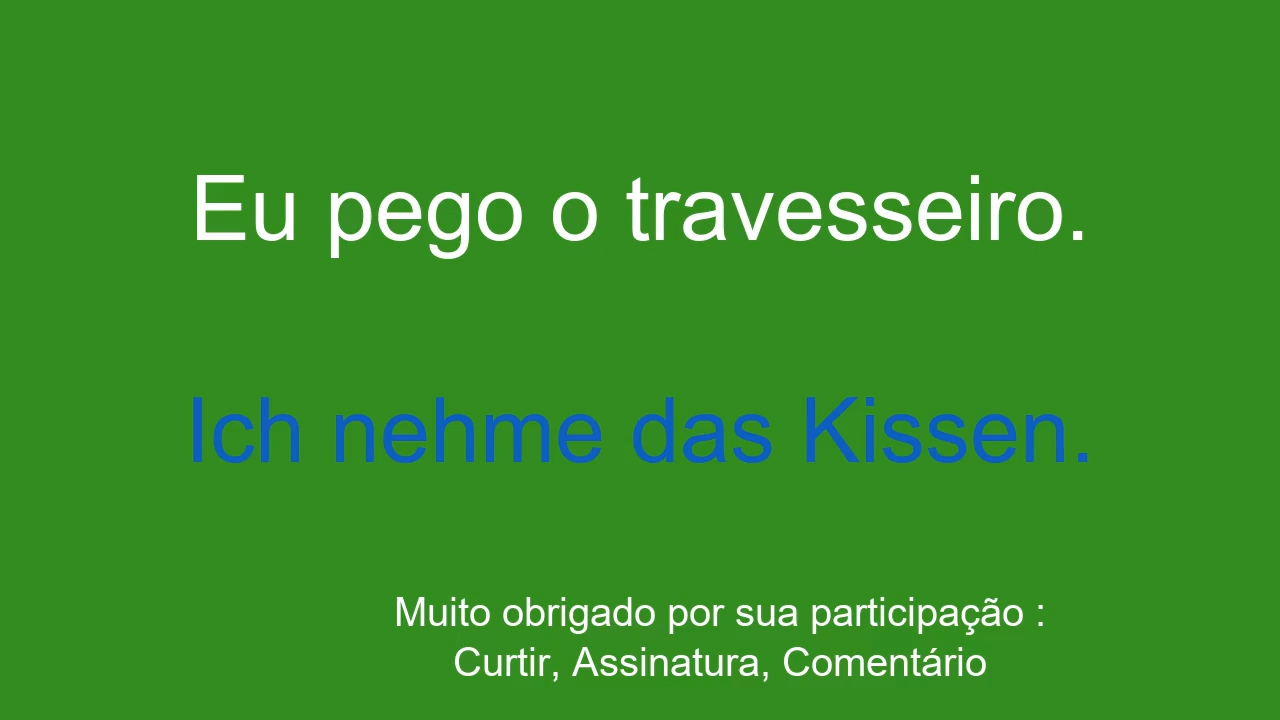 Eu pego o travesseiro.
Ich nehme das Kissen.
Muito obrigado por sua participação :
Curtir, Assinatura, Comentário